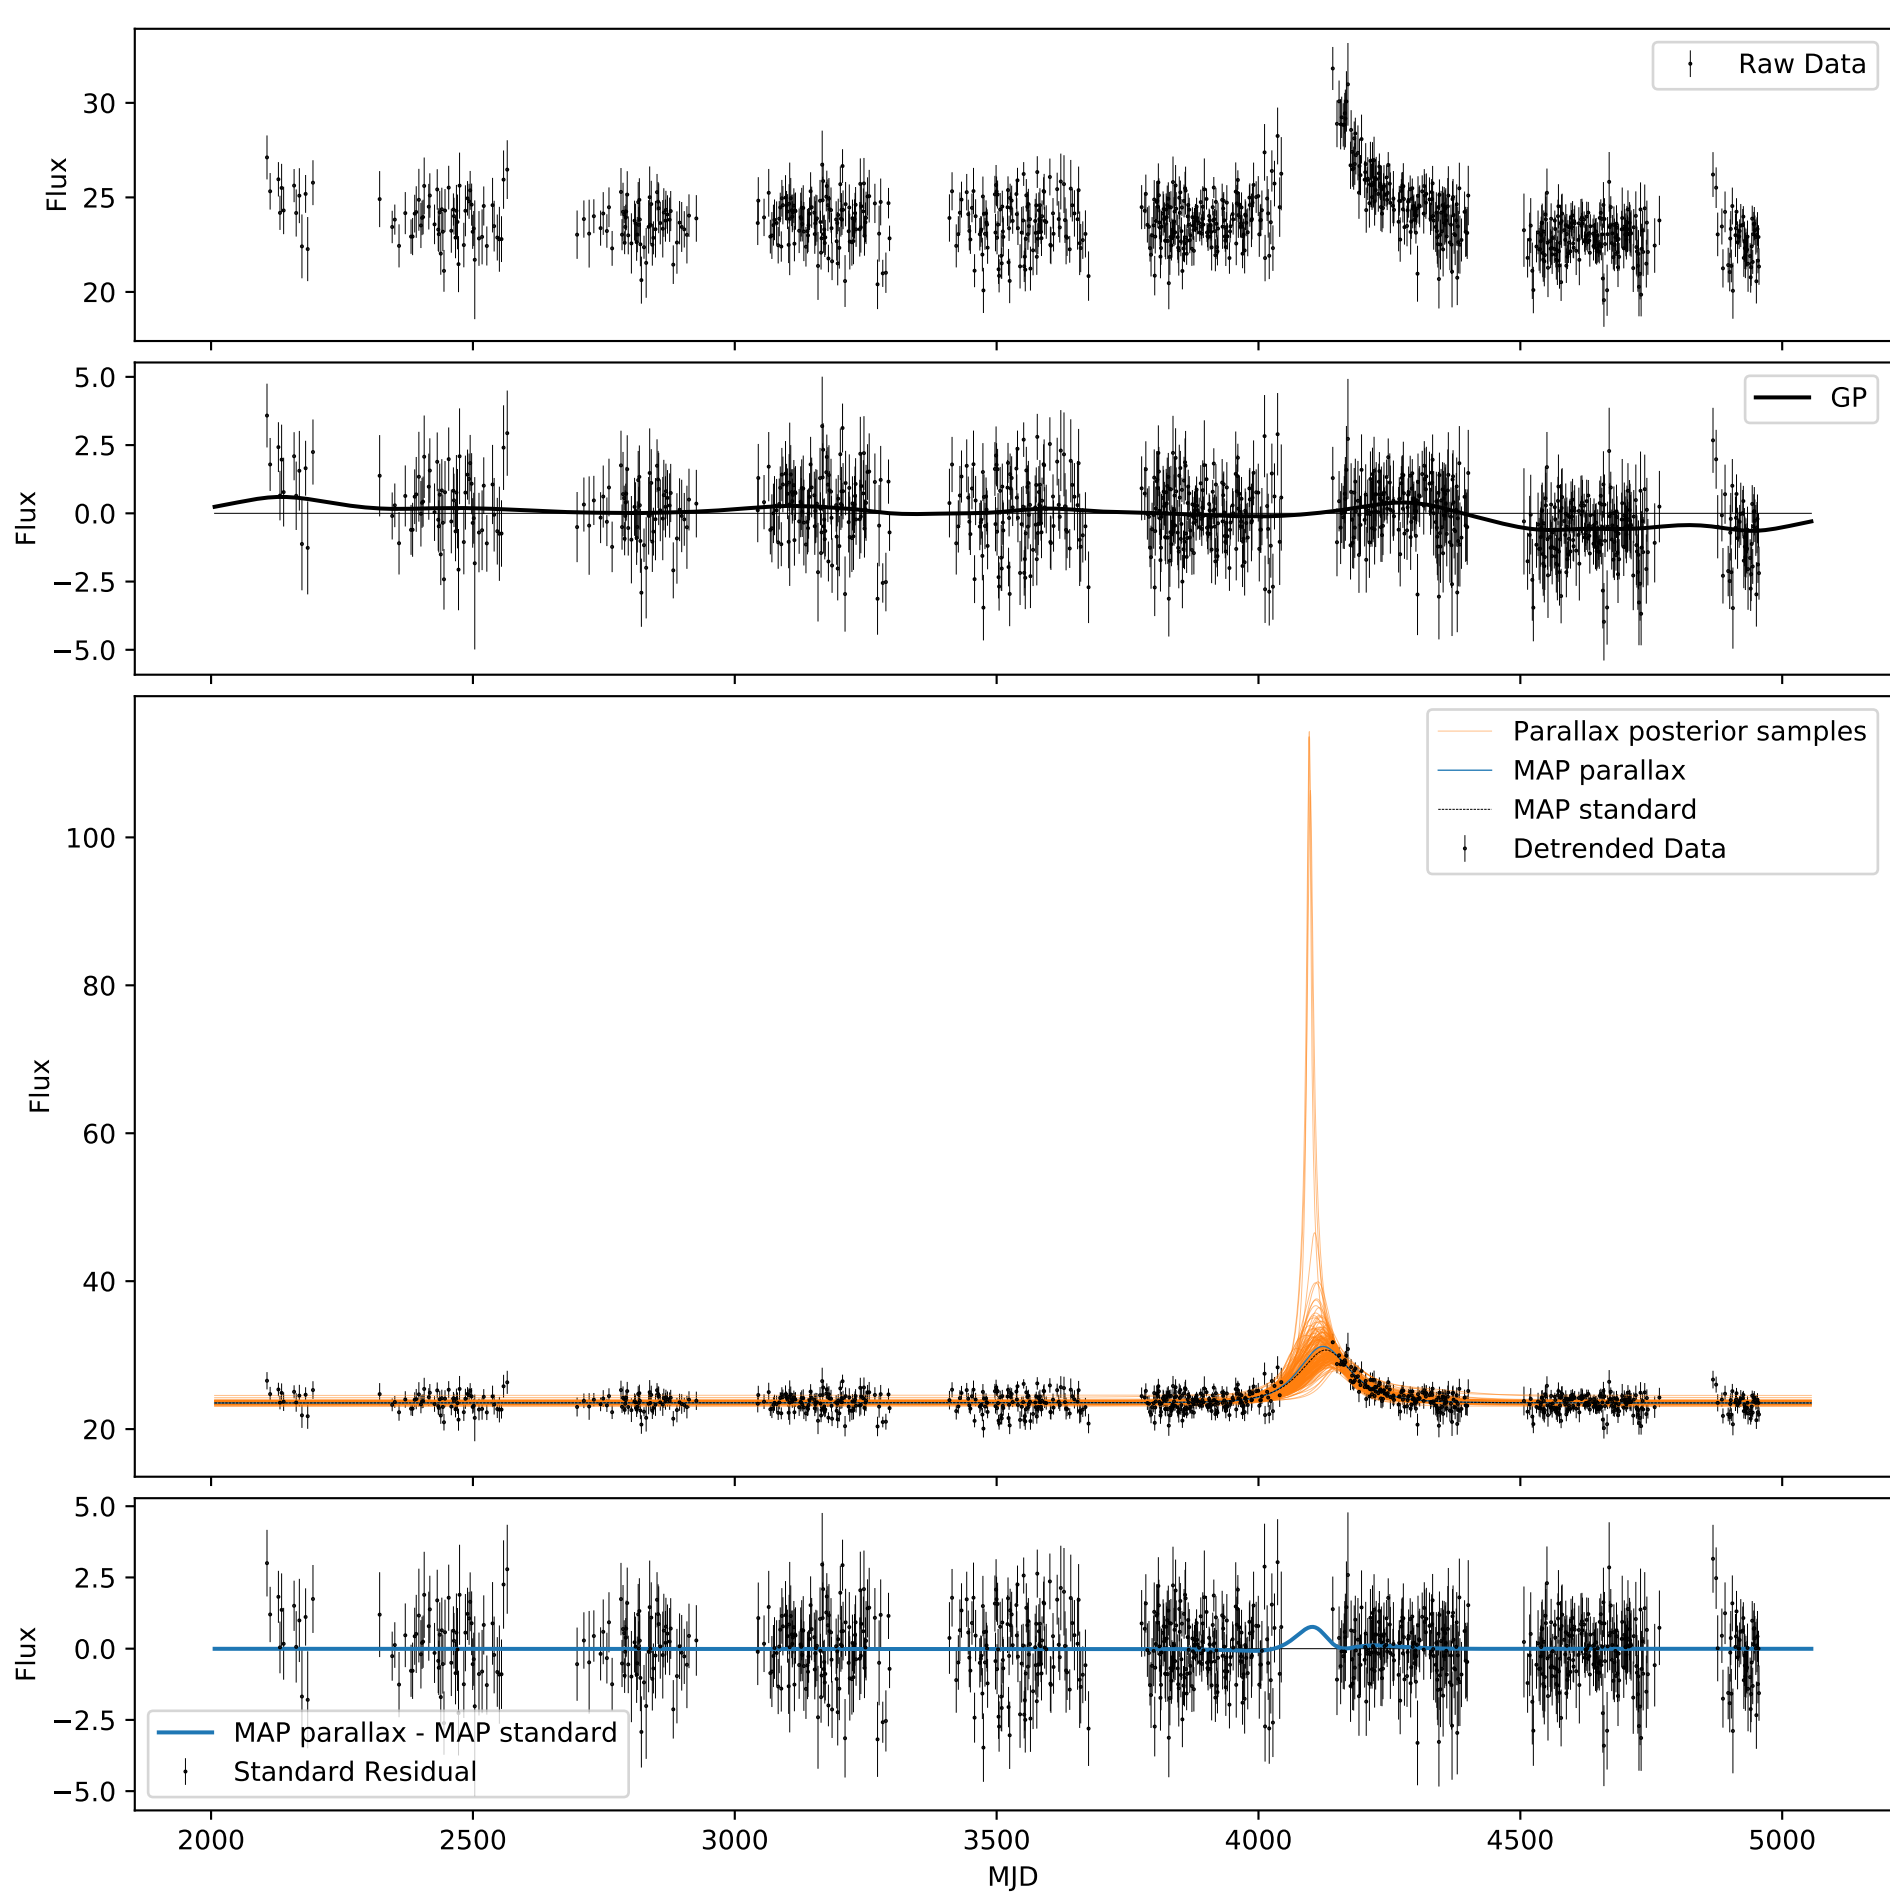 Flux
30
25
20
Raw Data
Flux
5.0
2.5
0.0
−2.5
−5.0
GP
Flux
100
80
60
40
20
Parallax posterior samples
MAP parallax
MAP standard
Detrended Data
Flux
5.0
2.5
0.0
−2.5
−5.0
MAP parallax - MAP standard
Standard Residual
2000 2500 3000 3500 4000 4500 5000
MJD